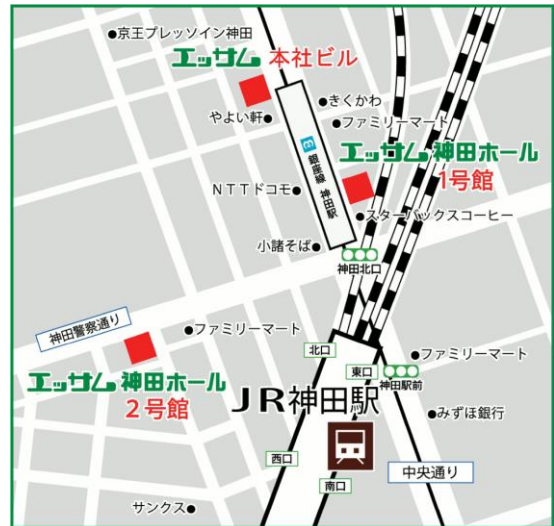 ●京王プレッソイン神田
エッサム 本社ビル
●きくかわ
やよい軒●
●ファミリーマート
3 銀座線 神田駅
エッサム 神田ホール
1号館
NTTドコモ●
●スターバックスコーヒー
小諸そば●
神田北口
神田警察通り
●ファミリーマート
北口
●ファミリーマート
東口
神田駅前
エッサム 神田ホール
2号館
JR神田駅
●みずほ銀行
西口
中央通り
南口
サンクス●